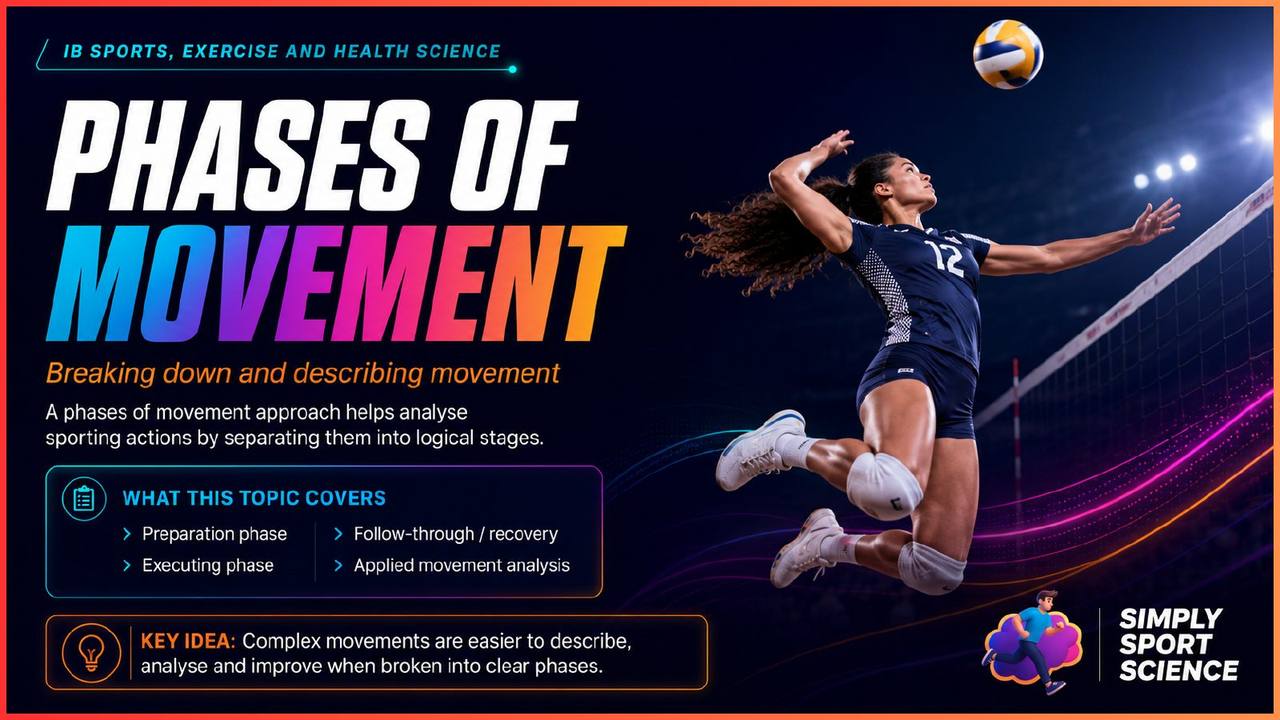 IB SPORTS, EXERCISE AND HEALTH SCIENCE
PHASES OF
MOVEMENT
Breaking down and describing movement
A phases of movement approach helps analyse
sporting actions by separating them into logical stages.
WHAT THIS TOPIC COVERS
Preparation phase
Executing phase
Follow-through / recovery
Applied movement analysis
KEY IDEA: Complex movements are easier to describe,
analyse and improve when broken into clear phases.
12
SIMPLY
SPORT
SCIENCE